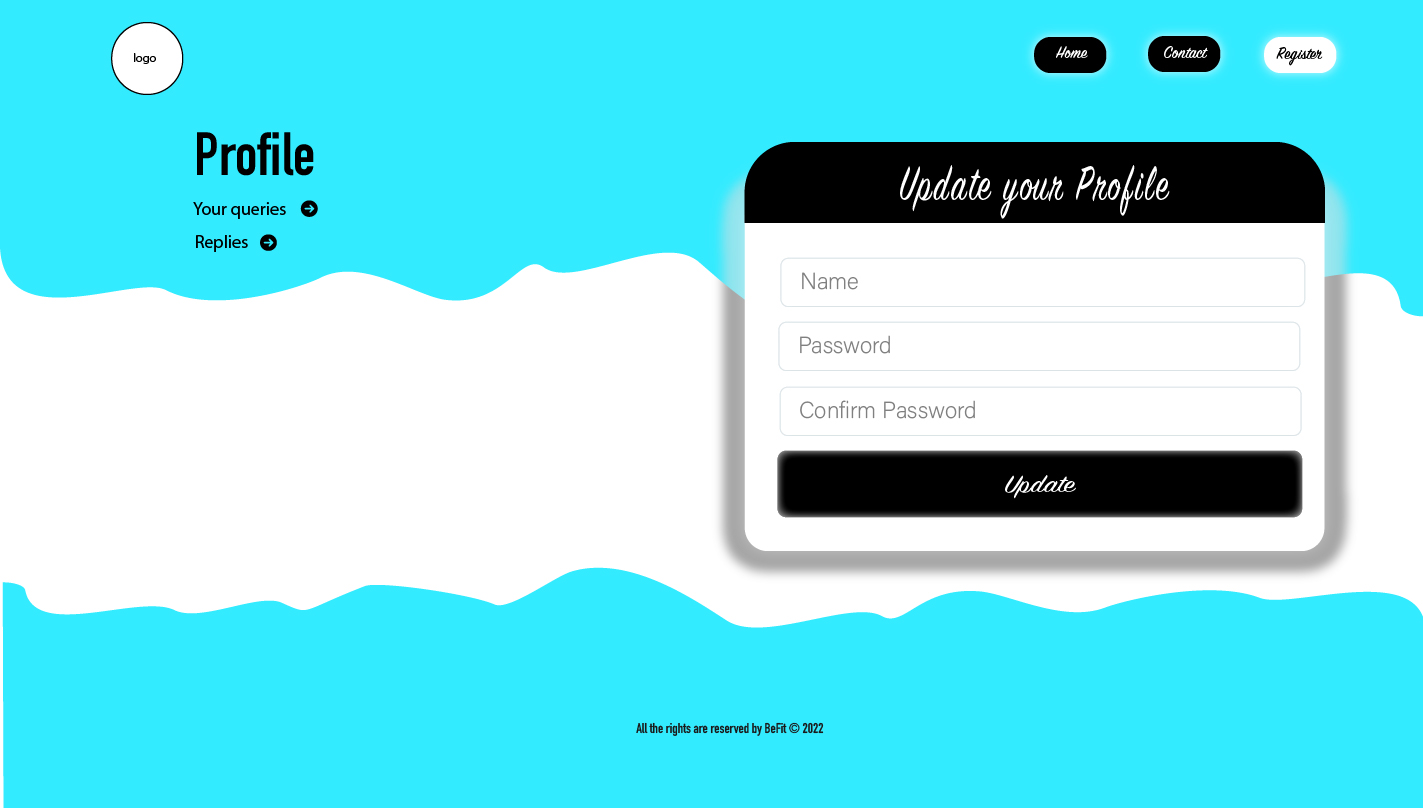 logo
Home
Contact
Register
Profile
Your queries
Replies
Update your Profile
Name
Password
Confirm Password
Update
All the rights are reserved by BeFit © 2022